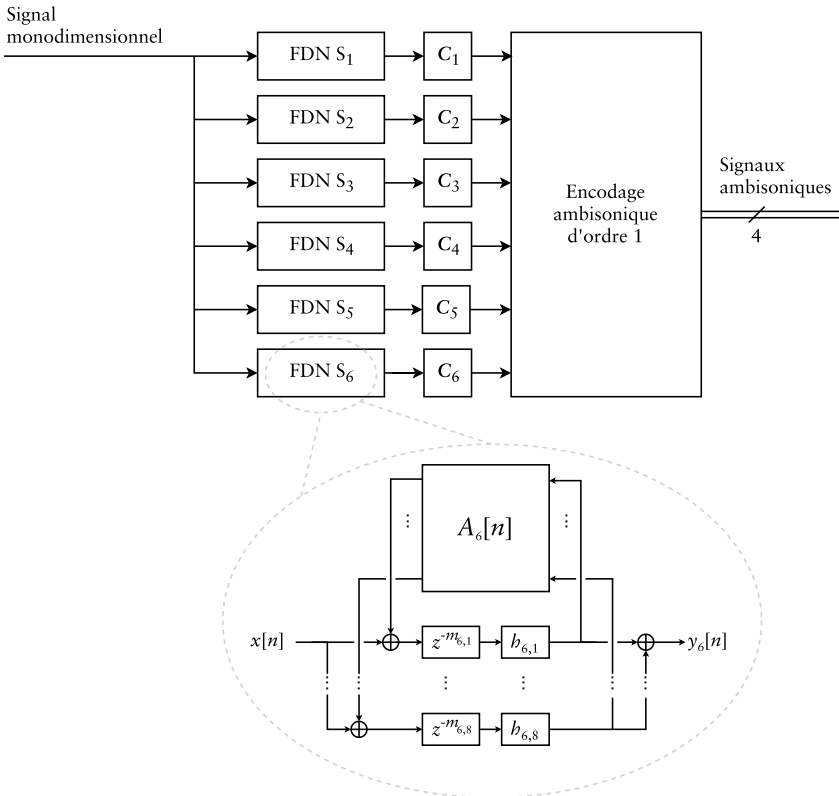 Signal
monodimensionnel
FDN S₁
C₁
FDN S₂
C₂
FDN S₃
C₃
FDN S₄
C₄
FDN S₅
C₅
FDN S₆
C₆
Encodage
ambisonique
d'ordre 1
Signaux
ambisoniques
4
A₆[n]
⋮
⋮
x[n]
z^-m₆,₁
h₆,₁
y₆[n]
⋮
⋮
⋮
⋮
⋮
⋮
z^-m₆,₈
h₆,₈